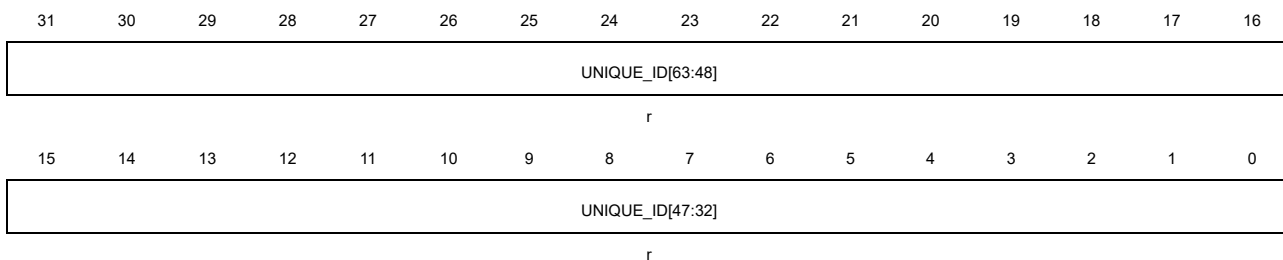 31 30 29 28 27 26 25 24 23 22 21 20 19 18 17 16
UNIQUE_ID[63:48]
r
15 14 13 12 11 10 9 8 7 6 5 4 3 2 1 0
UNIQUE_ID[47:32]
r